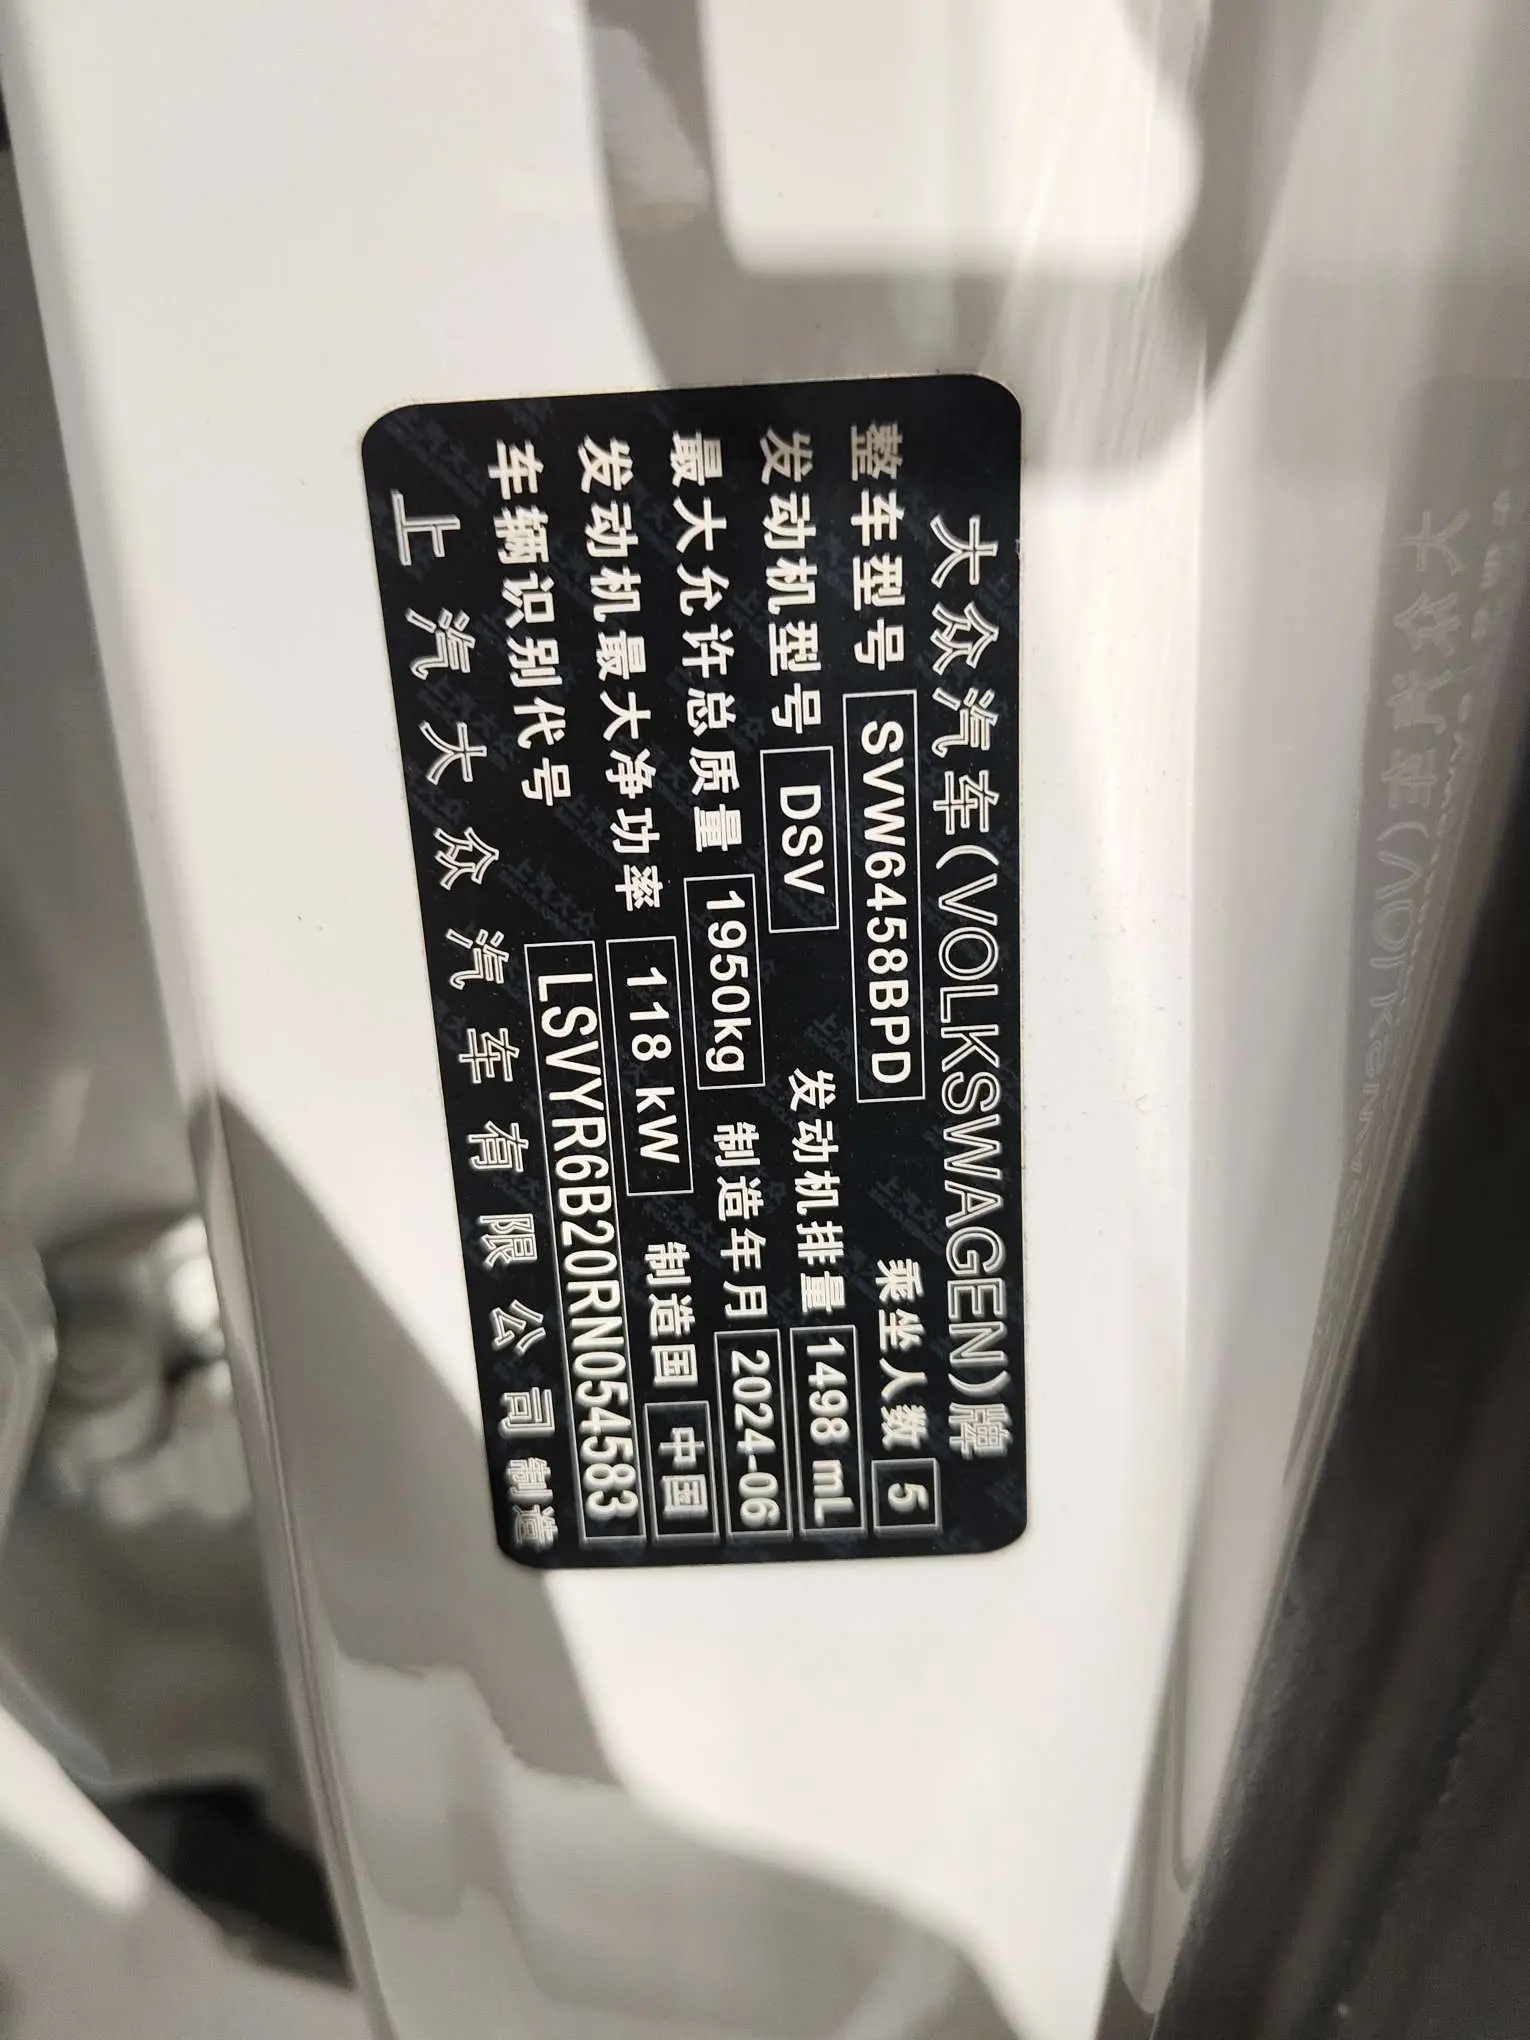 大众汽车(VOLKSWAGEN)牌
整车型号 SVW6458BPD 乘坐人数 5
发动机型号 DSV 发动机排量 1498 mL
最大允许总质量 1950kg 制造年月 2024-06
发动机最大净功率 118 kW 制造国 中国
车辆识别代号 LSVYR6B20RN054583
上汽大众汽车有限公司 制造